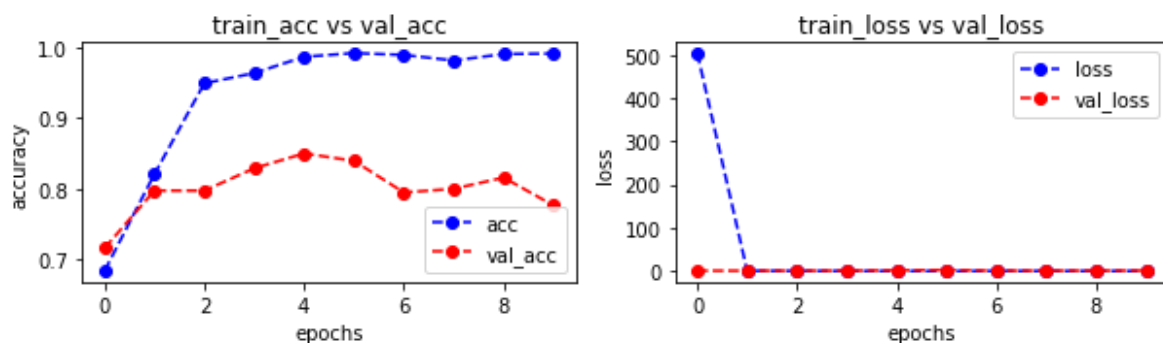 train_acc vs val_acc
accuracy
1.0
0.9
0.8
0.7
acc
val_acc
0 2 4 6 8
epochs
train_loss vs val_loss
loss
500
400
300
200
100
0
loss
val_loss
0 2 4 6 8
epochs